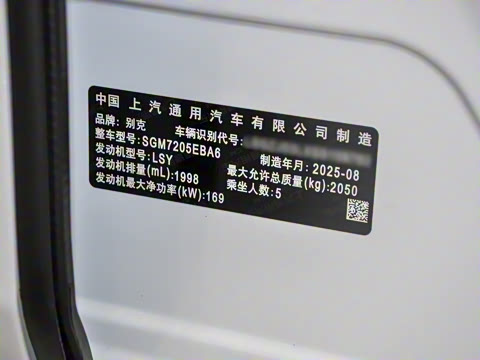 中国 上汽通用汽车有限公司制造
品牌: 别克 车辆识别代号:
整车型号: SGM7205EBA6 制造年月: 2025-08
发动机型号: LSY 最大允许总质量(kg): 2050
发动机排量(mL): 1998 乘坐人数: 5
发动机最大净功率(kW): 169